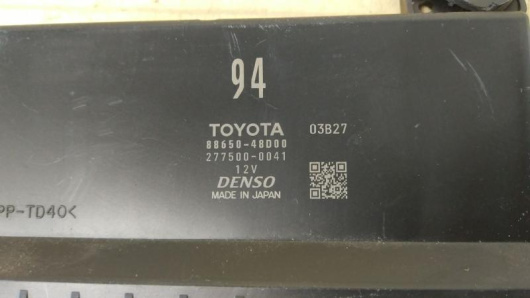 94
TOYOTA 03B27
88650-48D00
277500-0041
12V
DENSO
MADE IN JAPAN
PP-TD40<